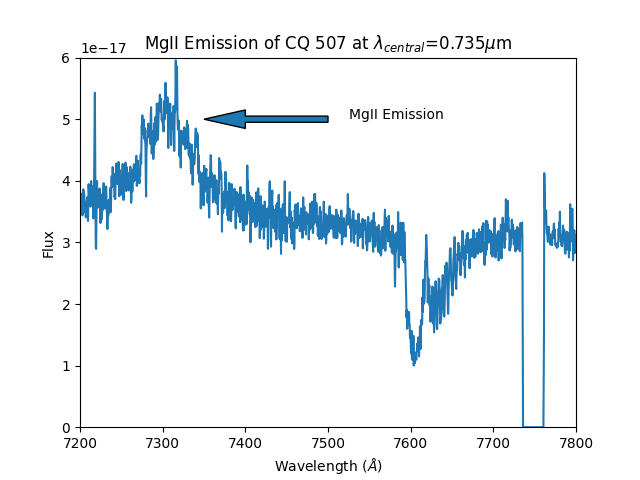 MgII Emission of CQ 507 at λcentral=0.735μm
1e−17
6
5
4
3
2
1
0
Flux
MgII Emission
7200 7300 7400 7500 7600 7700 7800
Wavelength (Å)